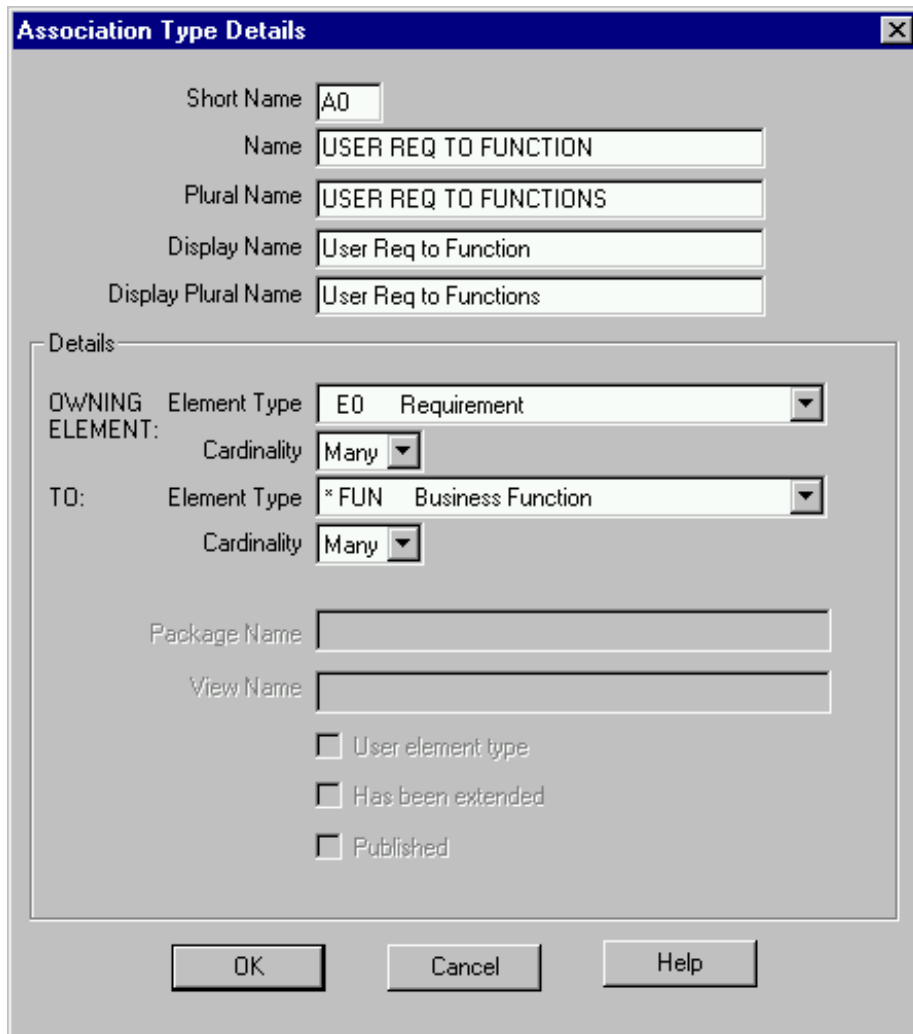 Association Type Details
Short Name A0
Name USER REQ TO FUNCTION
Plural Name USER REQ TO FUNCTIONS
Display Name User Req to Function
Display Plural Name User Req to Functions
Details
OWNING ELEMENT: Element Type E0 Requirement
Cardinality Many
TO: Element Type * FUN Business Function
Cardinality Many
Package Name
View Name
User element type
Has been extended
Published
OK Cancel Help